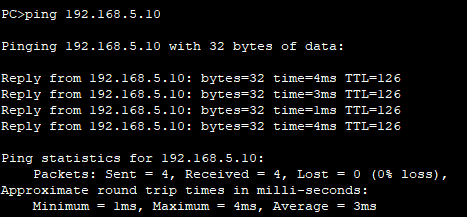 PC>ping 192.168.5.10
Pinging 192.168.5.10 with 32 bytes of data:
Reply from 192.168.5.10: bytes=32 time=4ms TTL=126
Reply from 192.168.5.10: bytes=32 time=3ms TTL=126
Reply from 192.168.5.10: bytes=32 time=1ms TTL=126
Reply from 192.168.5.10: bytes=32 time=4ms TTL=126
Ping statistics for 192.168.5.10:
Packets: Sent = 4, Received = 4, Lost = 0 (0% loss),
Approximate round trip times in milli-seconds:
Minimum = 1ms, Maximum = 4ms, Average = 3ms